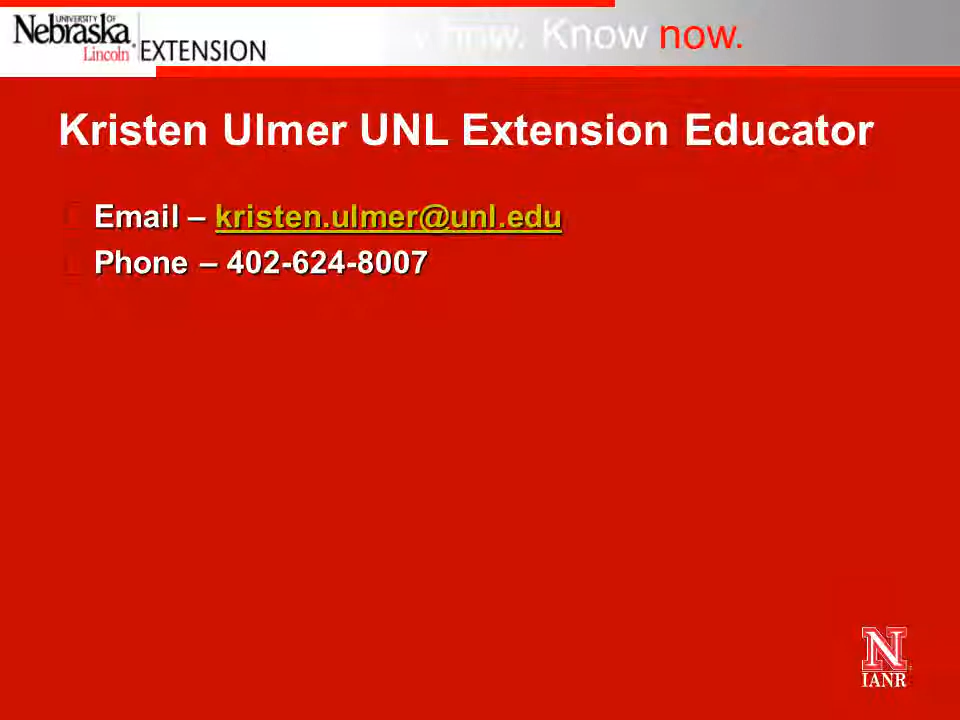 UNIVERSITY OF
Nebraska
Lincoln
EXTENSION
how. Know now.
Kristen Ulmer UNL Extension Educator
Email – kristen.ulmer@unl.edu
Phone – 402-624-8007
N
IANR